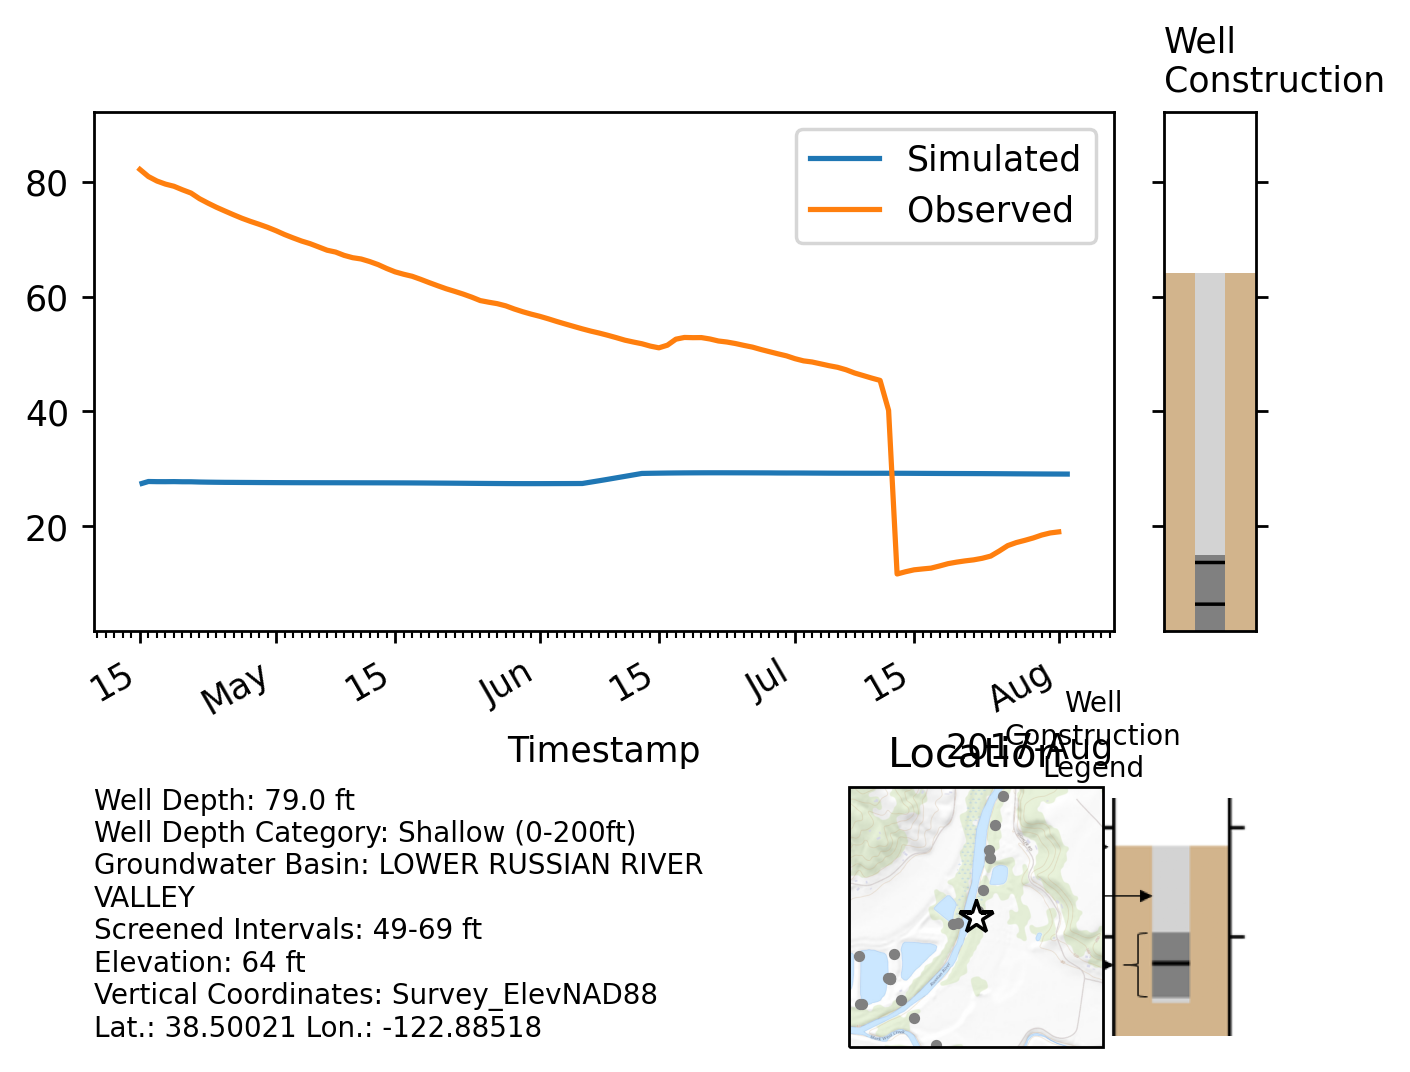 Well
Construction
Simulated
Observed
80
60
40
20
15
May
15
Jun
15
Jul
15
Aug
Timestamp
2017-Aug
Location
Well
Construction
Legend
Well Depth: 79.0 ft
Well Depth Category: Shallow (0-200ft)
Groundwater Basin: LOWER RUSSIAN RIVER
VALLEY
Screened Intervals: 49-69 ft
Elevation: 64 ft
Vertical Coordinates: Survey_ElevNAD88
Lat.: 38.50021 Lon.: -122.88518